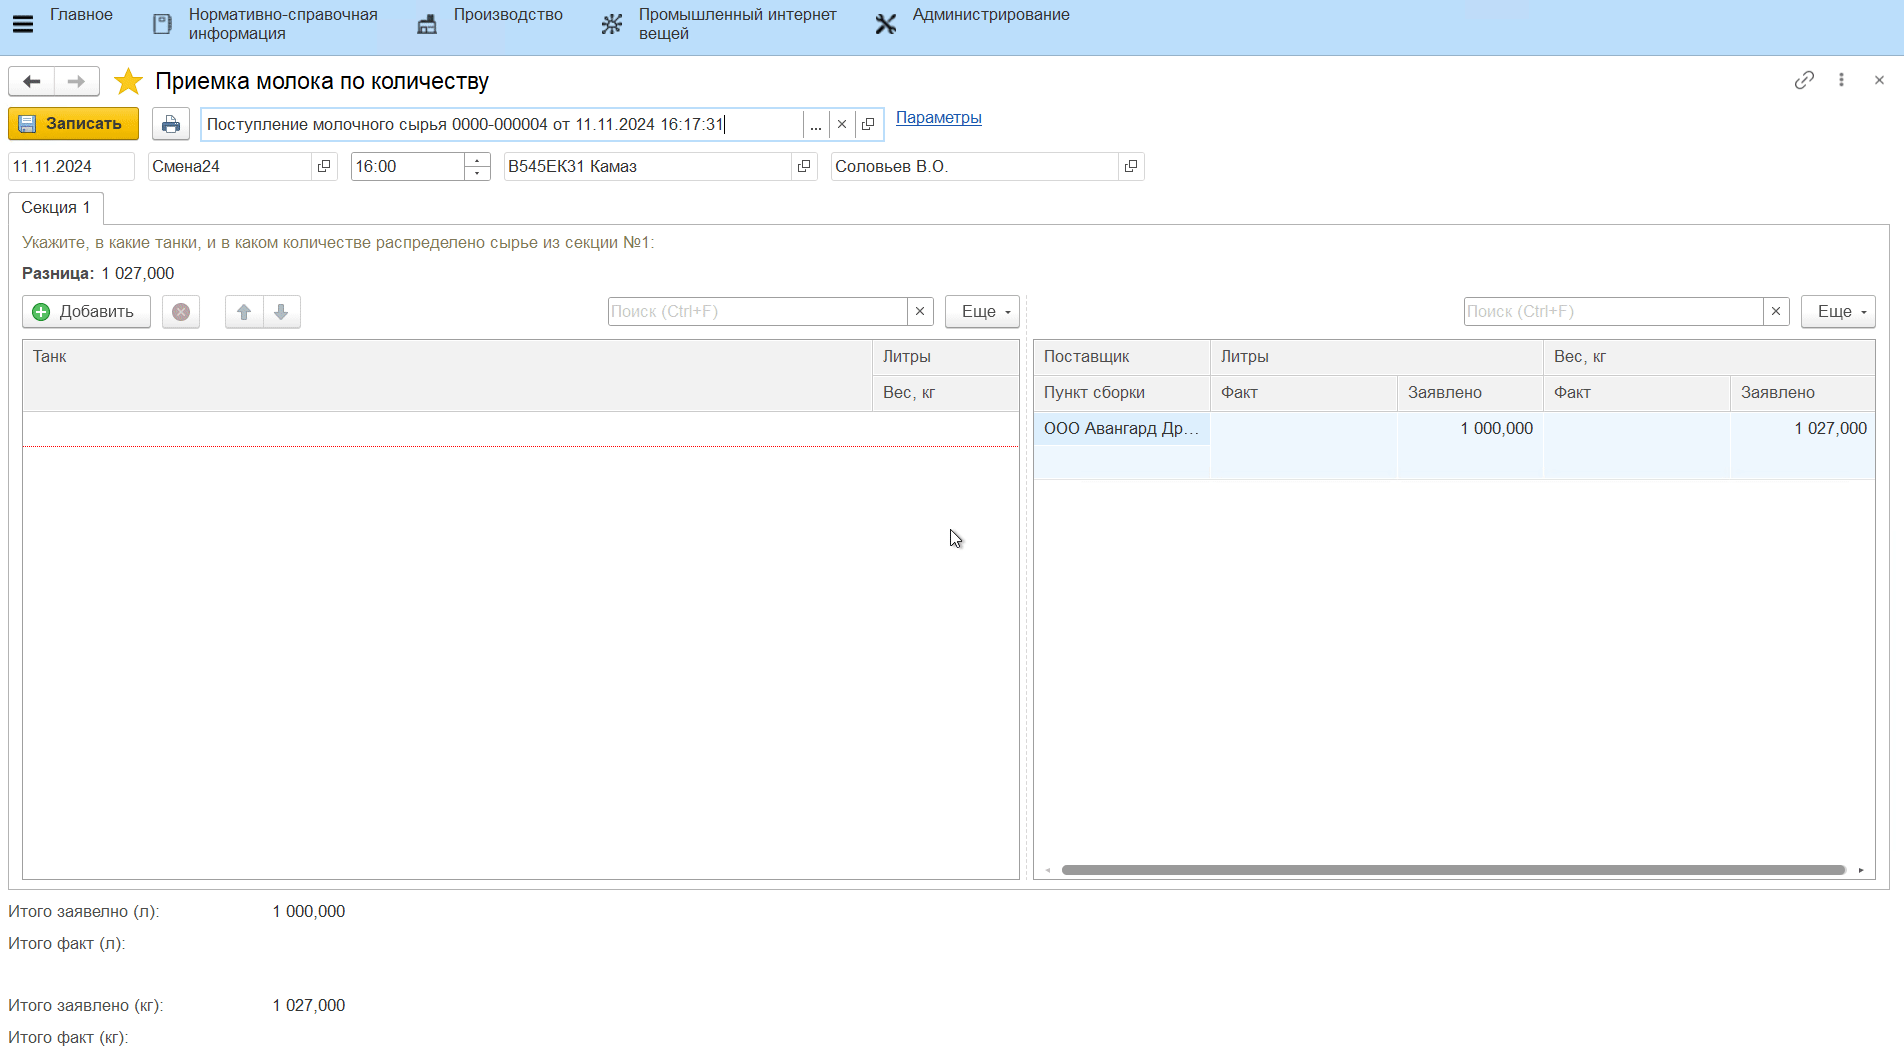 Главное
Нормативно-справочная
информация
Производство
Промышленный интернет
вещей
Администрирование
Приемка молока по количеству
Записать
Поступление молочного сырья 0000-000004 от 11.11.2024 16:17:31
...
Параметры
11.11.2024
Смена24
16:00
В545ЕК31 Камаз
Соловьев В.О.
Секция 1
Укажите, в какие танки, и в каком количестве распределено сырье из секции №1:
Разница: 1 027,000
Добавить
Поиск (Ctrl+F)
Еще
Поиск (Ctrl+F)
Еще
Танк
Литры
Вес, кг
Поставщик
Литры
Вес, кг
Пункт сборки
Факт
Заявлено
Факт
Заявлено
ООО Авангард Др...
1 000,000
1 027,000
Итого заявелно (л): 1 000,000
Итого факт (л):
Итого заявлено (кг): 1 027,000
Итого факт (кг):